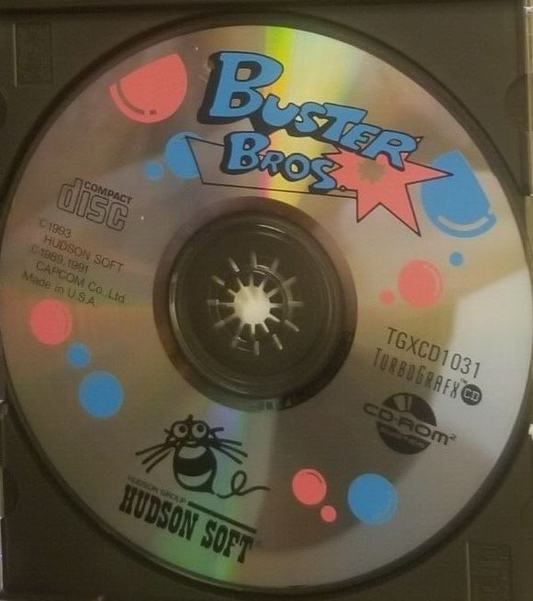 BUSTER
BROS.
COMPACT
disc
©1993
HUDSON SOFT
©1989,1991
CAPCOM Co., Ltd.
Made in U.S.A.
TGXCD1031
TURBOGRAFX™ CD
CD-ROM²
HUDSON GROUP
HUDSON SOFT®